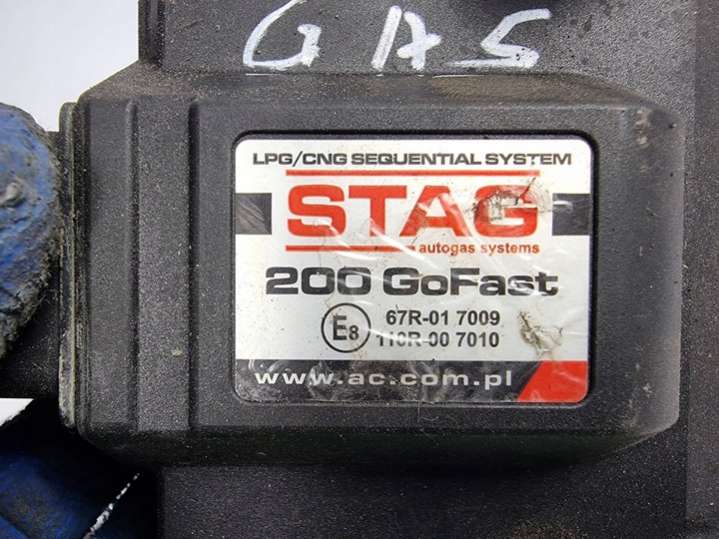 GAS
LPG/CNG SEQUENTIAL SYSTEM
STAG
autogas systems
200 GoFast
E8 67R-01 7009
110R-00 7010
www.ac.com.pl